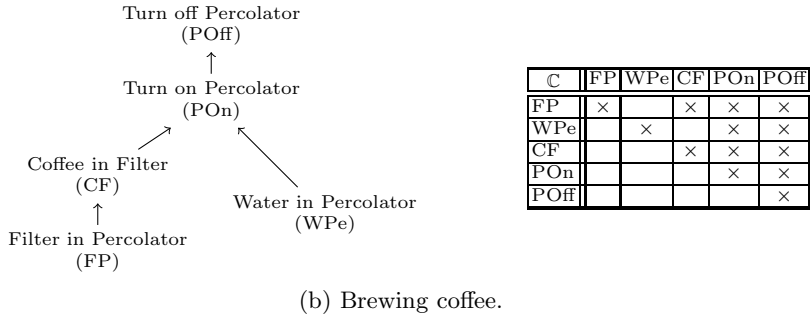 Turn off Percolator
(POff)
Turn on Percolator
(POn)
Coffee in Filter
(CF)
Water in Percolator
(WPe)
Filter in Percolator
(FP)
ℂ FP WPe CF POn POff
FP × × × ×
WPe × × ×
CF × × ×
POn × ×
POff ×
(b) Brewing coffee.